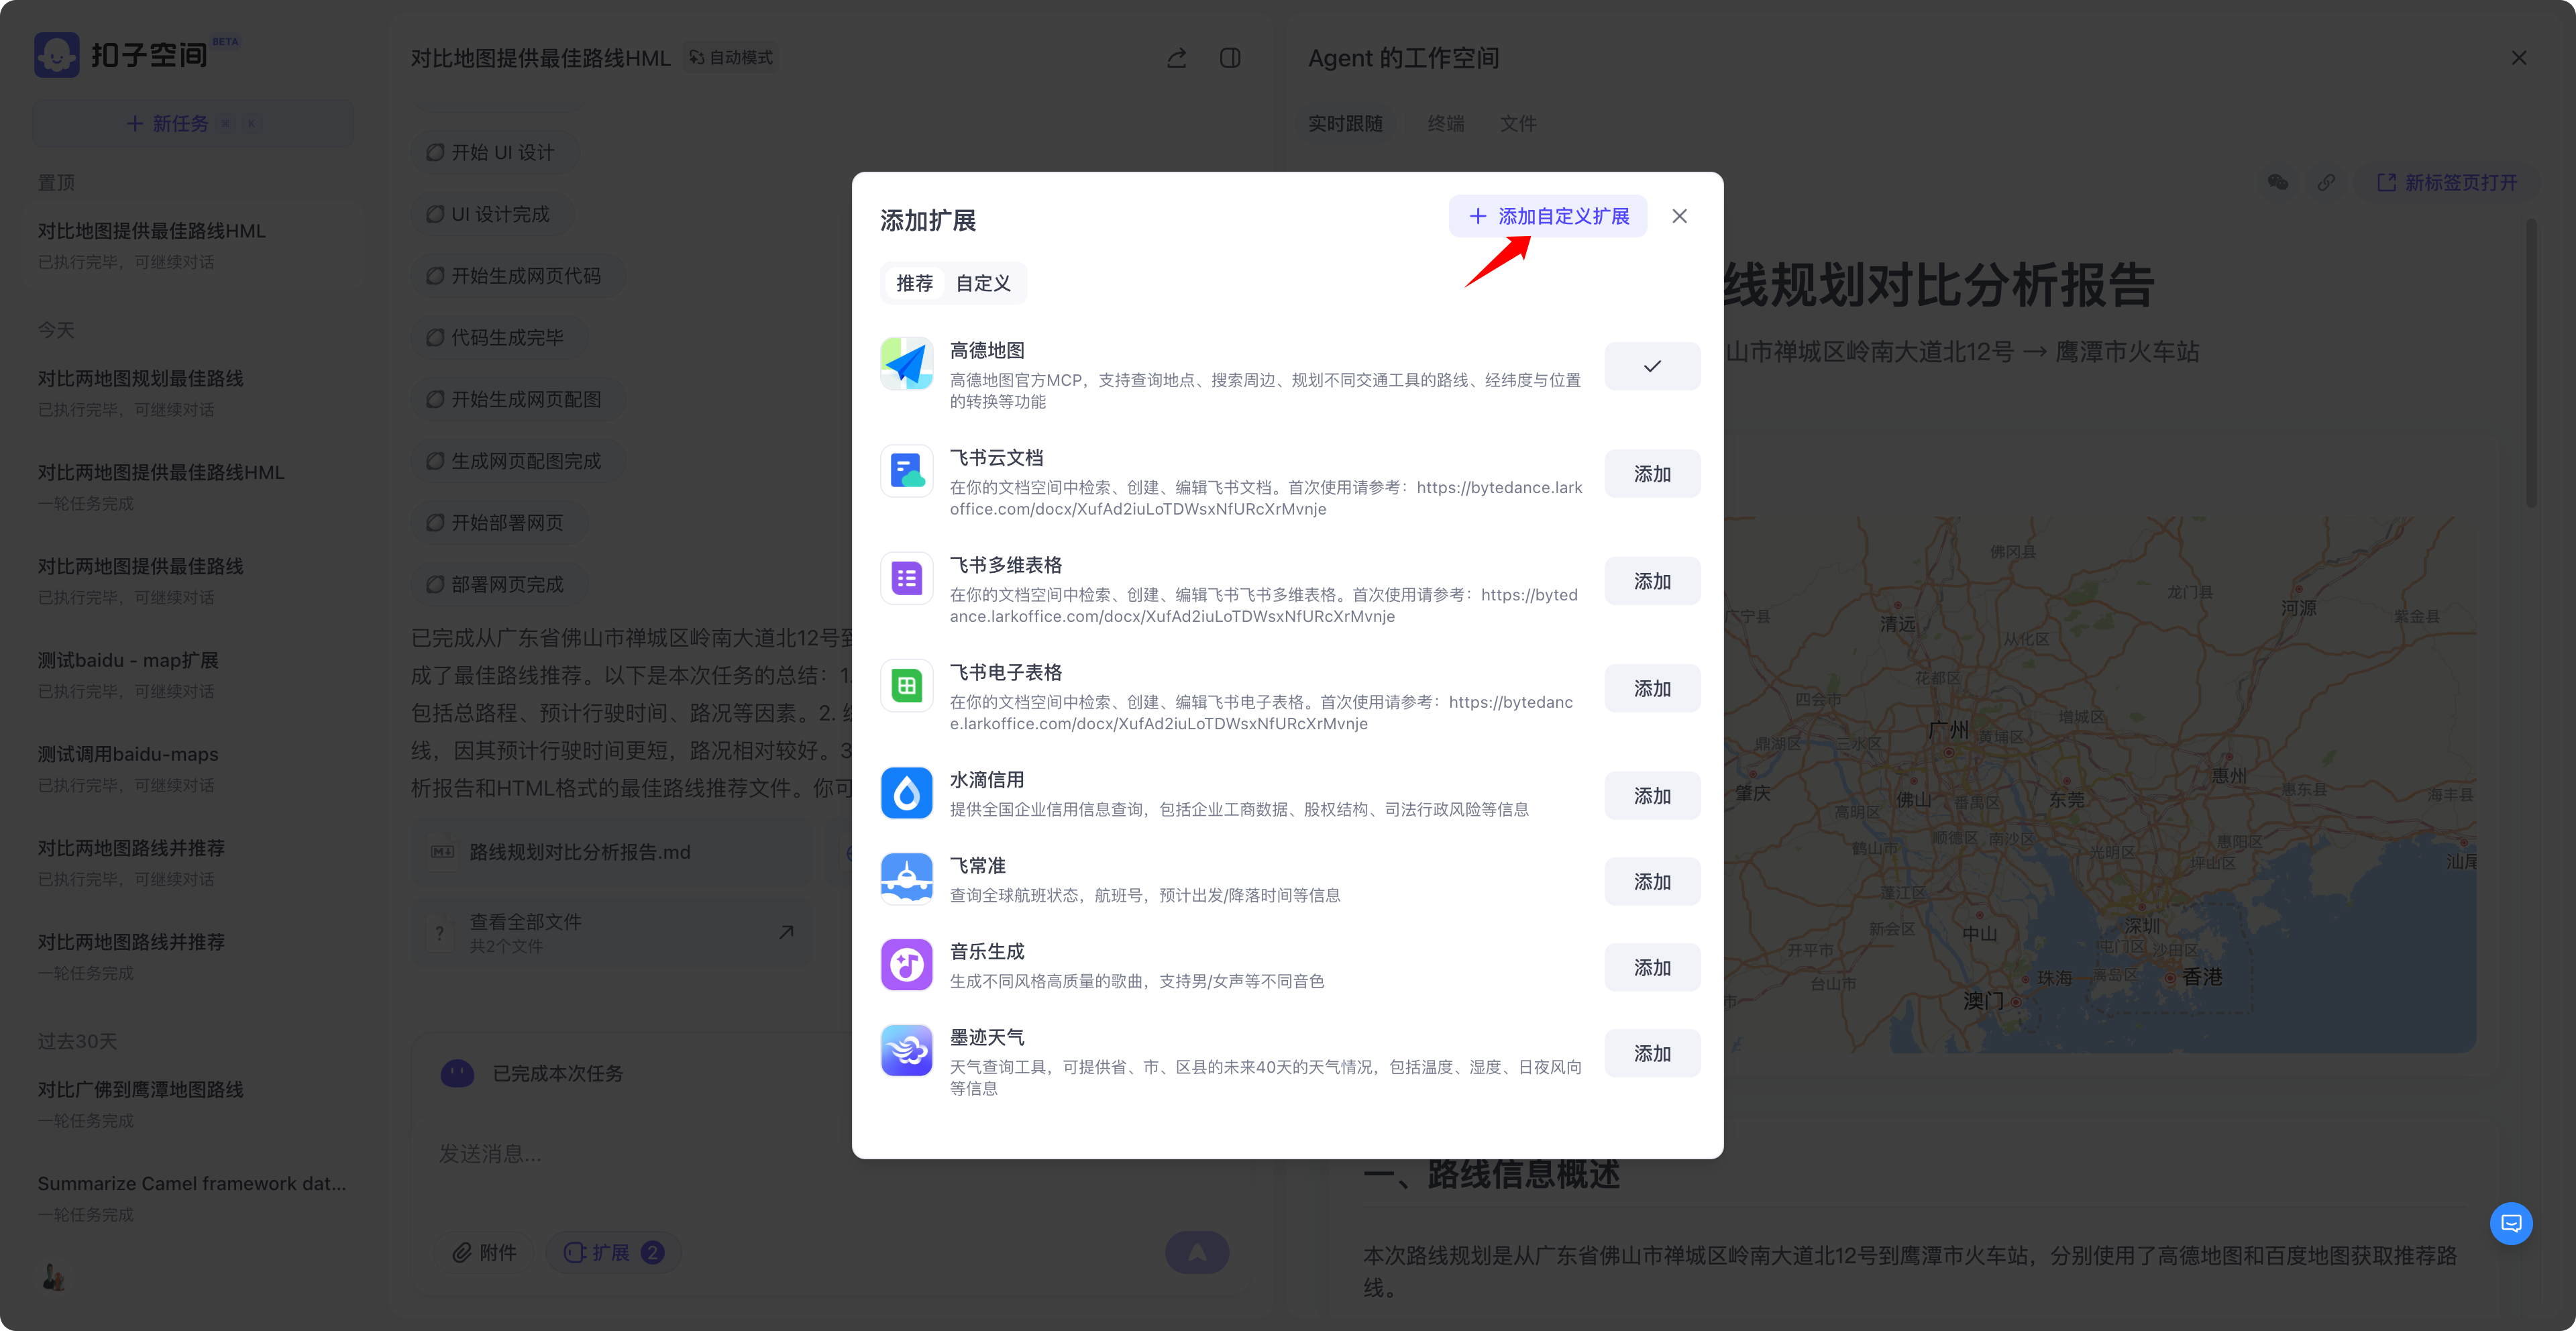 扣子空间 BETA
新任务 ⌘ K
置顶
对比地图提供最佳路线HML
已执行完毕，可继续对话
今天
对比两地图规划最佳路线
已执行完毕，可继续对话
对比两地图提供最佳路线HML
一轮任务完成
对比两地图提供最佳路线
已执行完毕，可继续对话
测试baidu - map扩展
已执行完毕，可继续对话
测试调用baidu-maps
已执行完毕，可继续对话
对比两地图路线并推荐
已执行完毕，可继续对话
对比两地图路线并推荐
一轮任务完成
过去30天
对比广佛到鹰潭地图路线
一轮任务完成
Summarize Camel framework dat...
一轮任务完成
对比地图提供最佳路线HML 自动模式
开始 UI 设计
UI 设计完成
开始生成网页代码
代码生成完毕
开始生成网页配图
生成网页配图完成
开始部署网页
部署网页完成
已完成从广东省佛山市禅城区岭南大道北12号到
成了最佳路线推荐。以下是本次任务的总结：1.
包括总路程、预计行驶时间、路况等因素。2.
线，因其预计行驶时间更短，路况相对较好。3
析报告和HTML格式的最佳路线推荐文件。你可
路线规划对比分析报告.md
查看全部文件
共2个文件
已完成本次任务
发送消息...
附件 扩展 2
添加扩展
添加自定义扩展
推荐 自定义
高德地图
高德地图官方MCP，支持查询地点、搜索周边、规划不同交通工具的路线、经纬度与位置
的转换等功能
飞书云文档
在你的文档空间中检索、创建、编辑飞书文档。首次使用请参考：https://bytedance.lark
office.com/docx/XufAd2iuLoTDWsxNfURcXrMvnje
添加
飞书多维表格
在你的文档空间中检索、创建、编辑飞书飞书多维表格。首次使用请参考：https://byted
ance.larkoffice.com/docx/XufAd2iuLoTDWsxNfURcXrMvnje
添加
飞书电子表格
在你的文档空间中检索、创建、编辑飞书电子表格。首次使用请参考：https://bytedanc
e.larkoffice.com/docx/XufAd2iuLoTDWsxNfURcXrMvnje
添加
水滴信用
提供全国企业信用信息查询，包括企业工商数据、股权结构、司法行政风险等信息
添加
飞常准
查询全球航班状态，航班号，预计出发/降落时间等信息
添加
音乐生成
生成不同风格高质量的歌曲，支持男/女声等不同音色
添加
墨迹天气
天气查询工具，可提供省、市、区县的未来40天的天气情况，包括温度、湿度、日夜风向
等信息
添加
Agent 的工作空间
实时跟随 终端 文件
新标签页打开
线规划对比分析报告
山市禅城区岭南大道北12号 → 鹰潭市火车站
佛冈县
龙门县
河源
紫金县
广宁县
清远
从化区
花都区
四会市
增城区
广州
黄埔区
鼎湖区
三水区
惠州
惠东县
海丰县
肇庆
佛山
番禺区
东莞
高明区
顺德区
南沙区
惠阳区
鹤山市
光明区
坪山区
汕尾
蓬江区
新会区
中山
深圳
屯门区
沙田区
开平市
台山市
珠海
离岛区
香港
澳门
一、路线信息概述
本次路线规划是从广东省佛山市禅城区岭南大道北12号到鹰潭市火车站，分别使用了高德地图和百度地图获取推荐路
线。